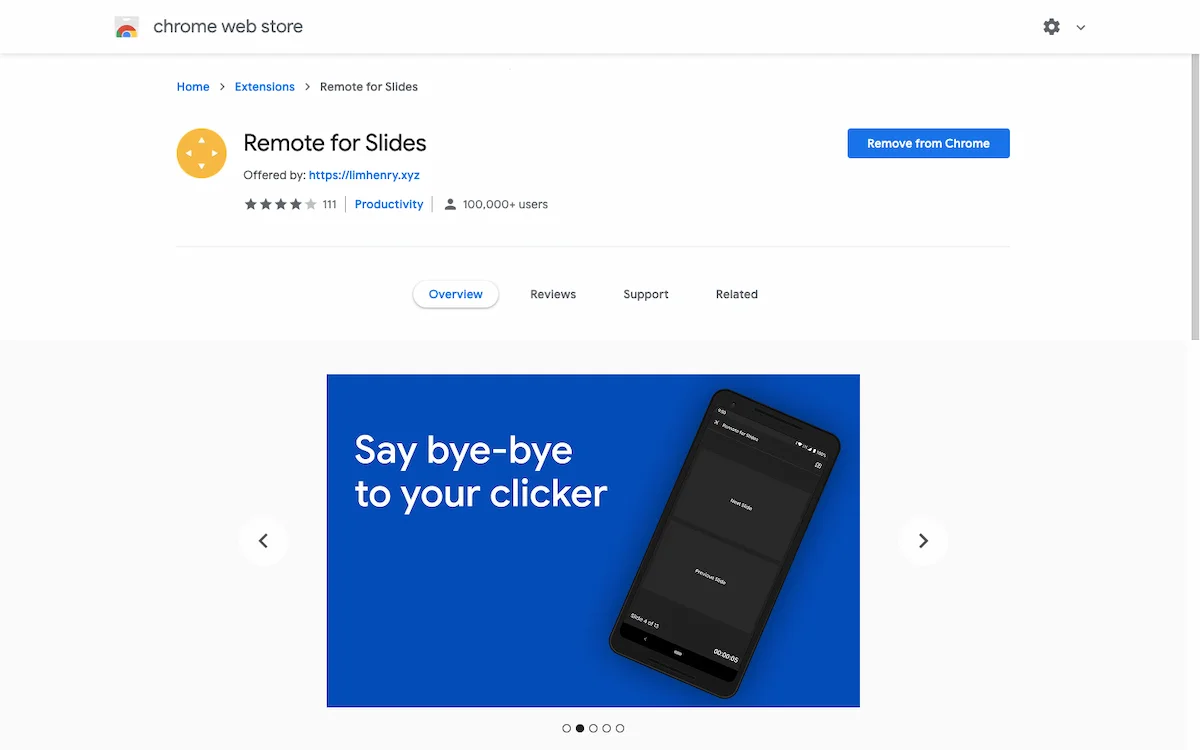 chrome web store
Home > Extensions > Remote for Slides
Remote for Slides
Remove from Chrome
Offered by: https://limhenry.xyz
111 Productivity 100,000+ users
Overview Reviews Support Related
Say bye-bye
to your clicker
Remote for Slides
100%
Next Slide
Previous Slide
Slide 4 of 13
00:00:05